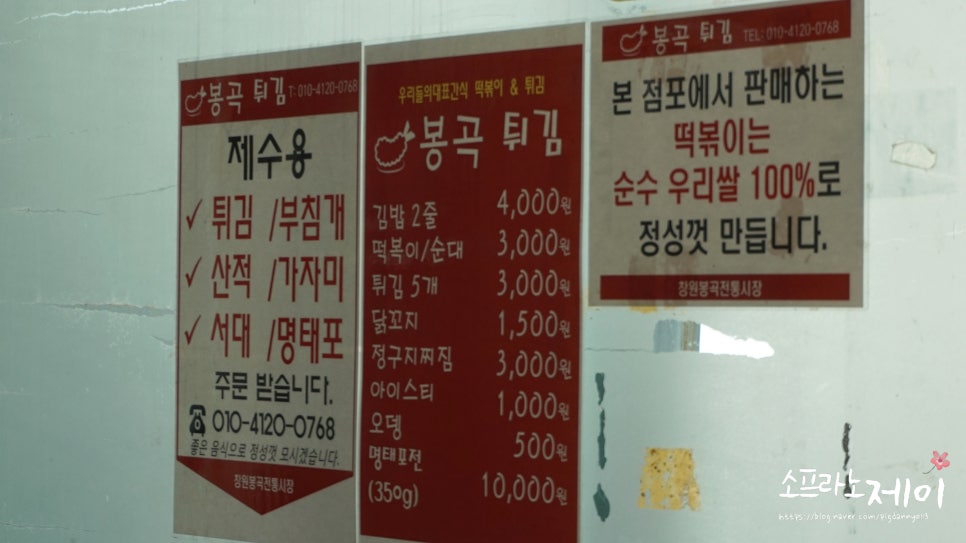 봉곡 튀김 T: 010-4120-0768
제수용
✓ 튀김 /부침개
✓ 산적 /가자미
✓ 서대 /명태포
주문 받습니다.
☎ 010-4120-0768
좋은 음식으로 정성껏 모시겠습니다.
창원봉곡전통시장
우리들의대표간식 떡볶이 & 튀김
봉곡 튀김
김밥 2줄 4,000원
떡볶이/순대 3,000원
튀김 5개 3,000원
닭꼬지 1,500원
정구지찌짐 3,000원
아이스티 1,000원
오뎅 500원
명태포전
(350g) 10,000원
봉곡 튀김 TEL: 010-4120-0768
본 점포에서 판매하는
떡볶이는
순수 우리쌀 100%로
정성껏 만듭니다.
창원봉곡전통시장
소프라노제이